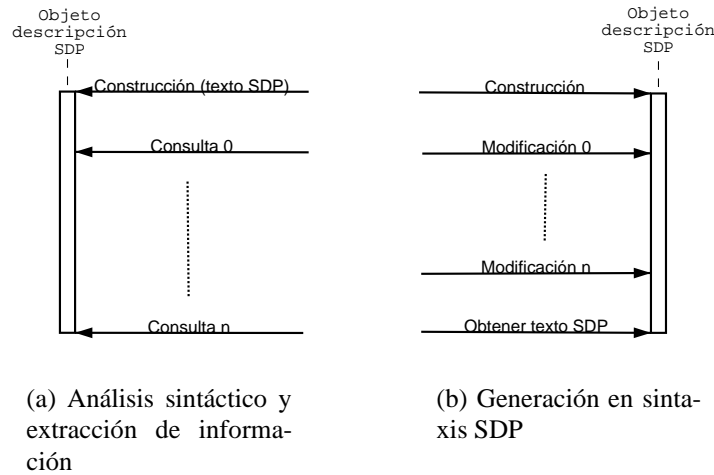 Objeto
descripción
SDP
Construcción (texto SDP)
Consulta 0
Consulta n
(a) Análisis sintáctico y
extracción de informa-
ción
Objeto
descripción
SDP
Construcción
Modificación 0
Modificación n
Obtener texto SDP
(b) Generación en sinta-
xis SDP